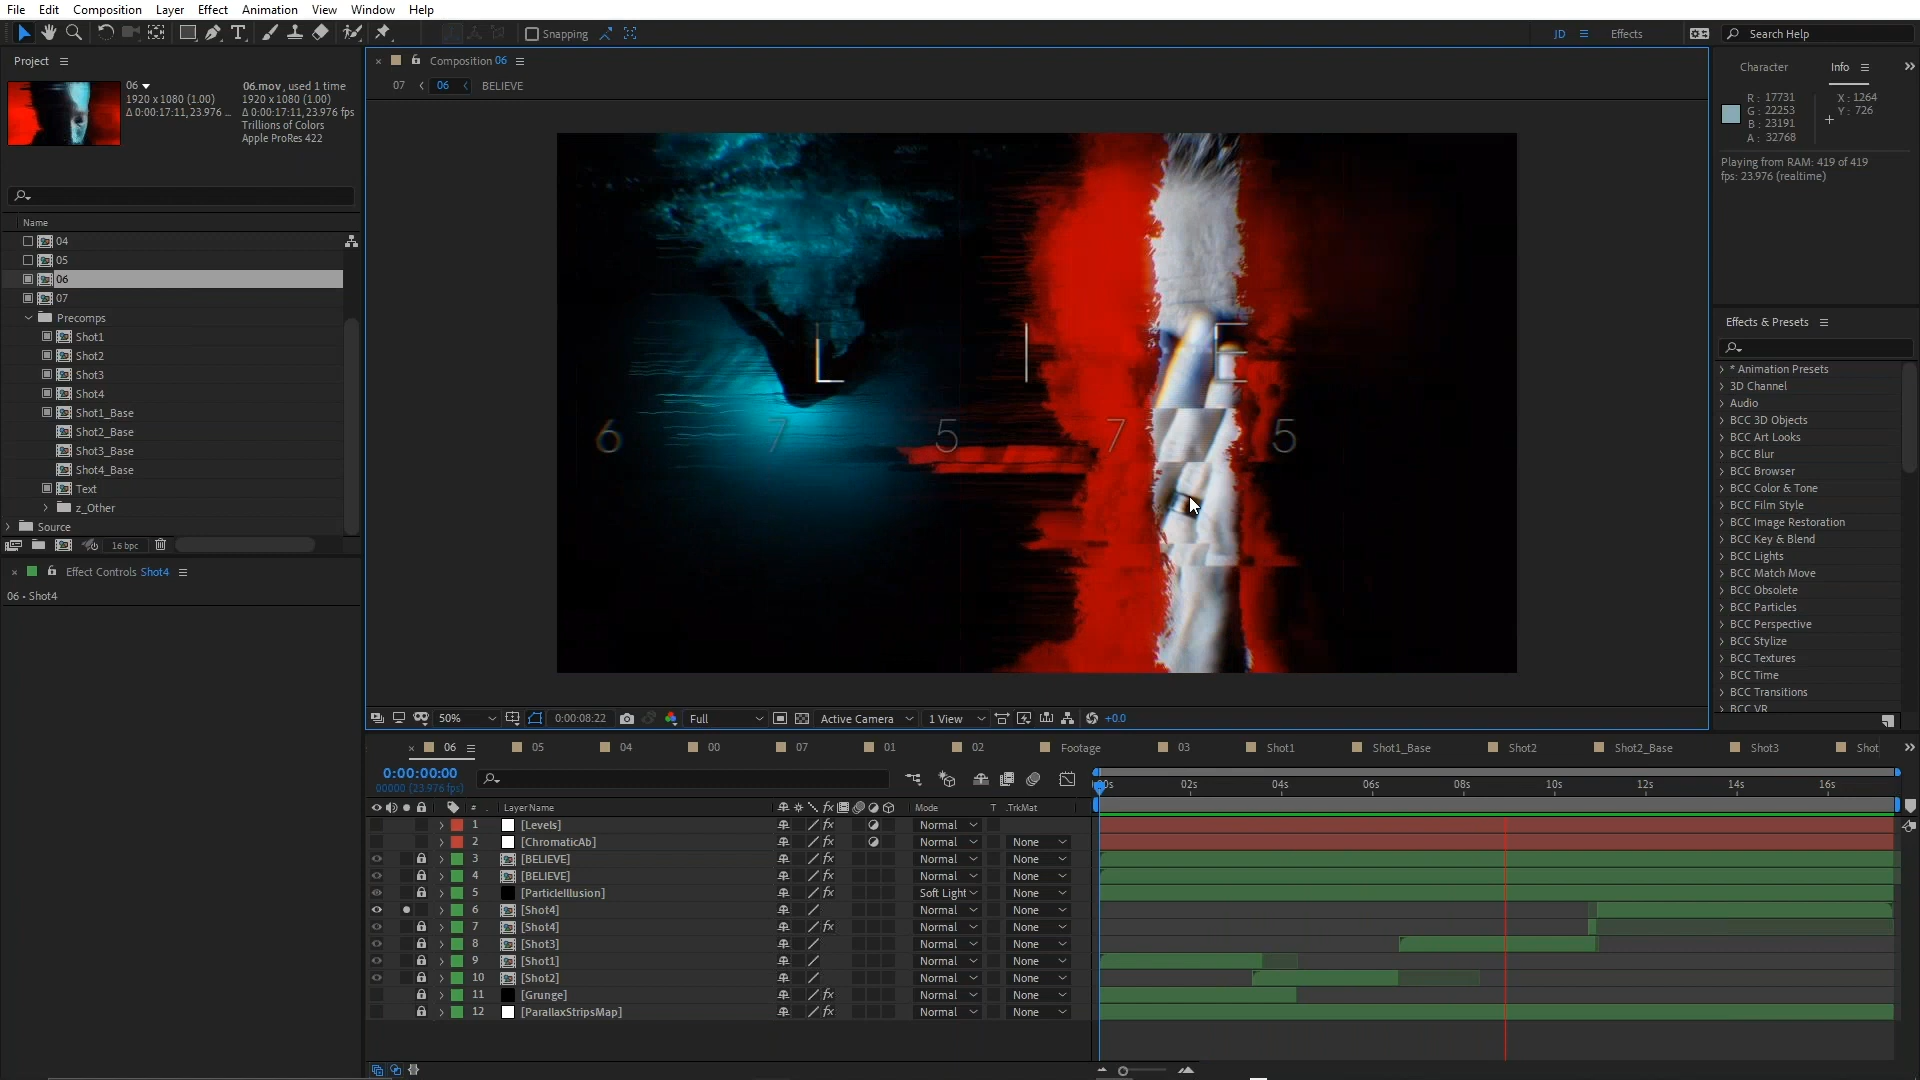 File Edit Composition Layer Effect Animation View Window Help
Snapping
JD
Effects
Search Help
Project
06
1920 x 1080 (1.00)
Δ 0:00:17:11, 23.976 ...
06.mov, used 1 time
1920 x 1080 (1.00)
Δ 0:00:17:11, 23.976 fps
Trillions of Colors
Apple ProRes 422
Name
04
05
06
07
Precomps
Shot1
Shot2
Shot3
Shot4
Shot1_Base
Shot2_Base
Shot3_Base
Shot4_Base
Text
z_Other
Source
16 bpc
Effect Controls Shot4
06 • Shot4
Composition 06
07 06 BELIEVE
L I E
6 7 5 7 5
50%
0:00:08:22
Full
Active Camera
1 View
+0.0
Character
Info
R: 17731
G: 22253
B: 23191
A: 32768
X: 1264
Y: 726
Playing from RAM: 419 of 419
fps: 23.976 (realtime)
Effects & Presets
* Animation Presets
3D Channel
Audio
BCC 3D Objects
BCC Art Looks
BCC Blur
BCC Browser
BCC Color & Tone
BCC Film Style
BCC Image Restoration
BCC Key & Blend
BCC Lights
BCC Match Move
BCC Obsolete
BCC Particles
BCC Perspective
BCC Stylize
BCC Textures
BCC Time
BCC Transitions
BCC VR
06 05 04 00 07 01 02 Footage 03 Shot1 Shot1_Base Shot2 Shot2_Base Shot3 Shot
0:00:00:00
00000 (23.976 fps)
02s 04s 06s 08s 10s 12s 14s 16s
# Layer Name Mode T .TrkMat
1 [Levels] Normal
2 [ChromaticAb] Normal None
3 [BELIEVE] Normal None
4 [BELIEVE] Normal None
5 [ParticleIllusion] Soft Light None
6 [Shot4] Normal None
7 [Shot4] Normal None
8 [Shot3] Normal None
9 [Shot1] Normal None
10 [Shot2] Normal None
11 [Grunge] Normal None
12 [ParallaxStripsMap] Normal None